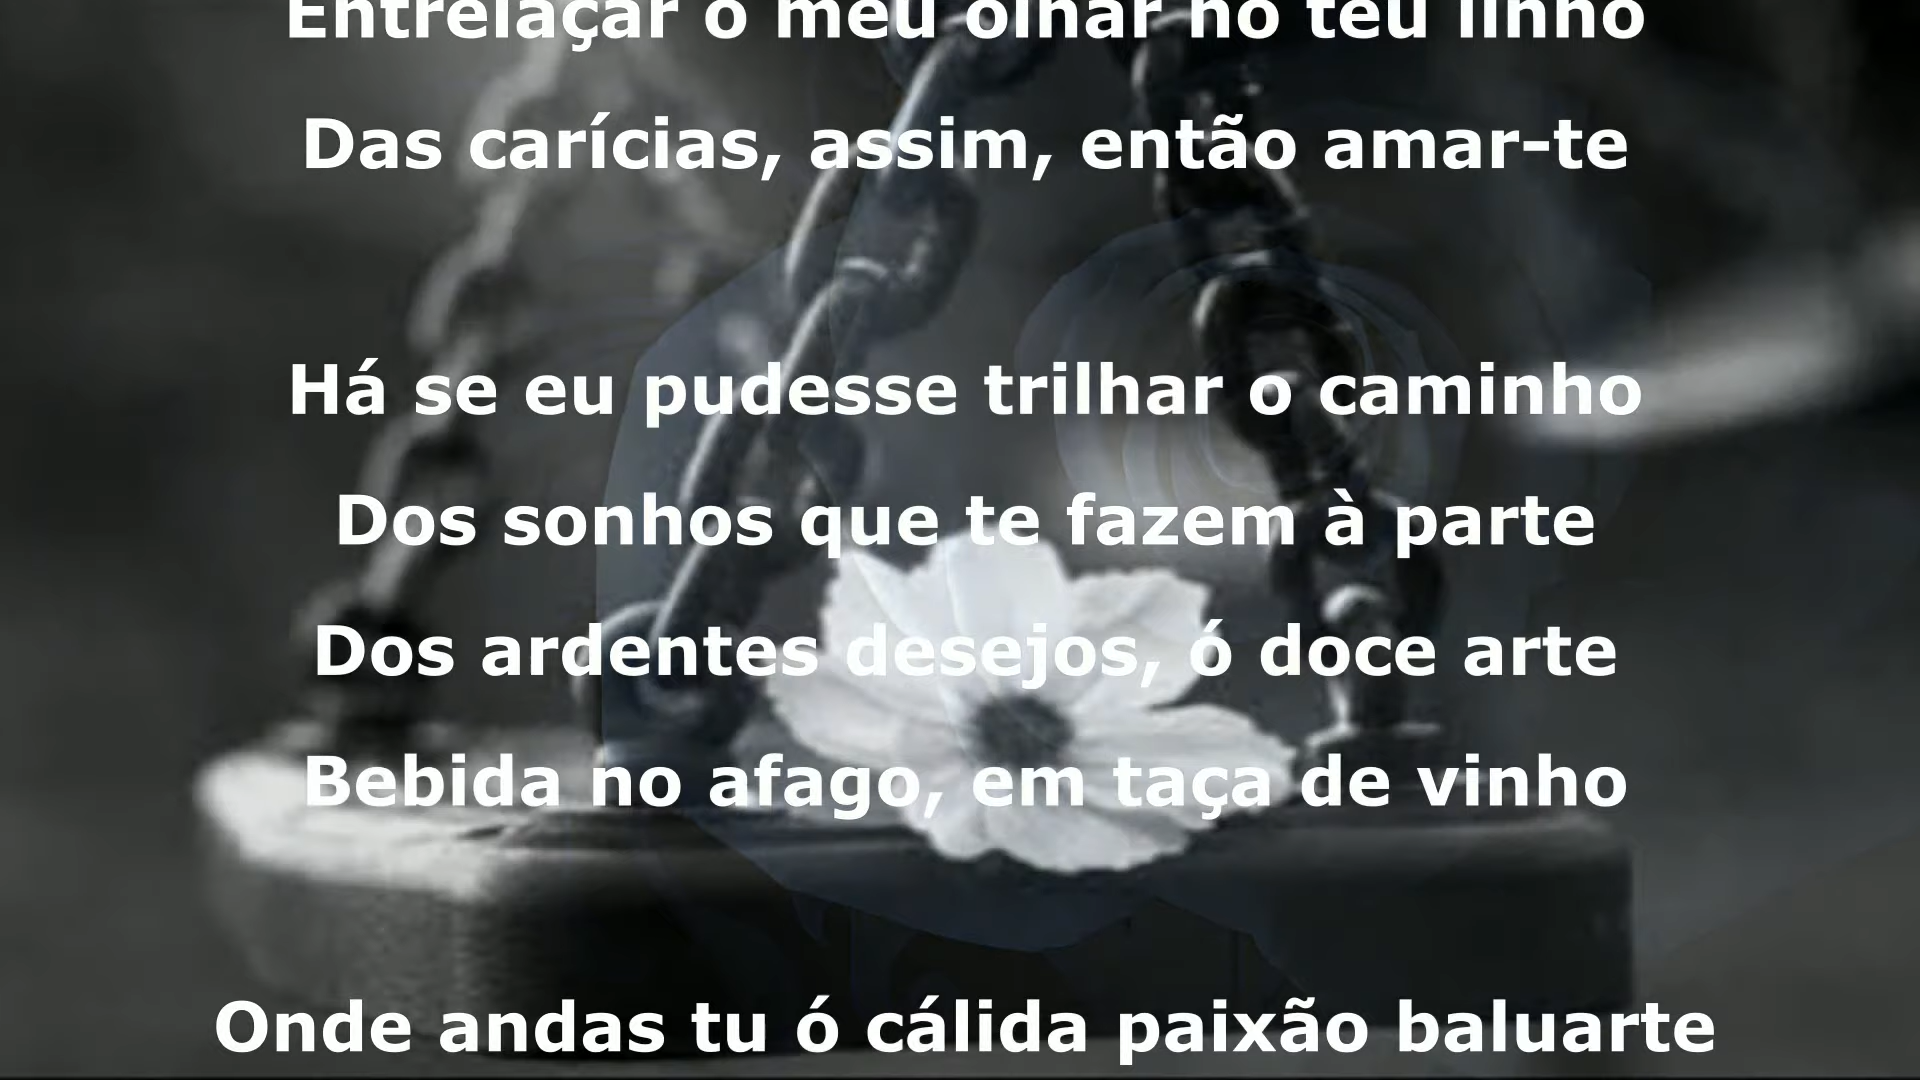 Entrelaçar o meu olhar no teu linho
Das carícias, assim, então amar-te
Há se eu pudesse trilhar o caminho
Dos sonhos que te fazem à parte
Dos ardentes desejos, ó doce arte
Bebida no afago, em taça de vinho
Onde andas tu ó cálida paixão baluarte